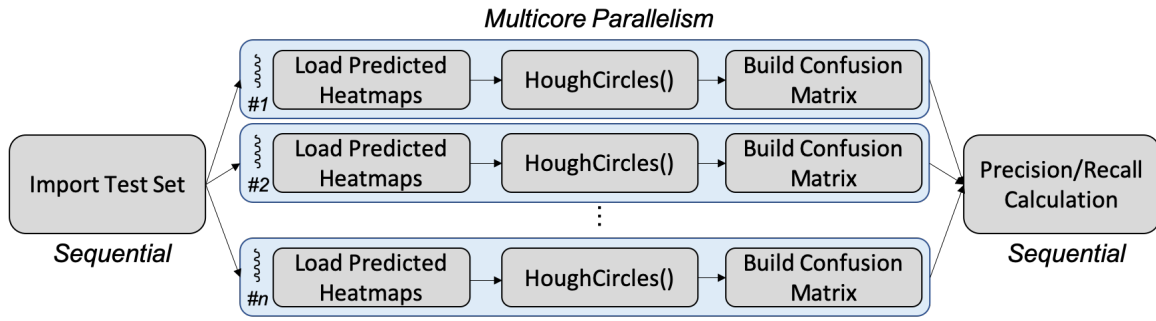 Multicore Parallelism
Load Predicted
Heatmaps
HoughCircles()
Build Confusion
Matrix
#1
Load Predicted
Heatmaps
HoughCircles()
Build Confusion
Matrix
#2
Import Test Set
Sequential
Precision/Recall
Calculation
Sequential
⋮
Load Predicted
Heatmaps
HoughCircles()
Build Confusion
Matrix
#n